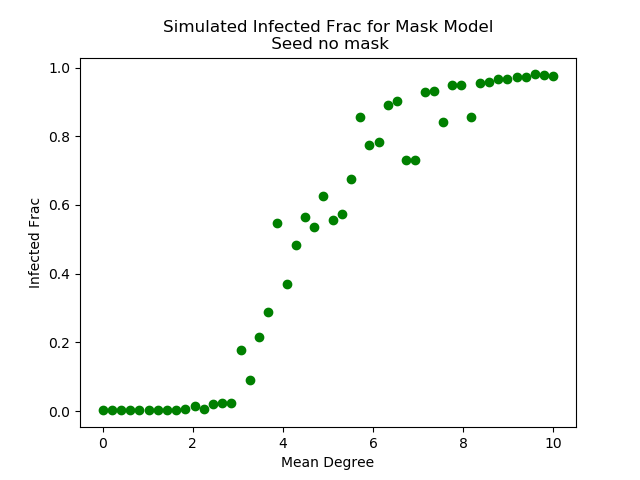 Simulated Infected Frac for Mask Model
Seed no mask
1.0
0.8
0.6
0.4
0.2
0.0
Infected Frac
0 2 4 6 8 10
Mean Degree